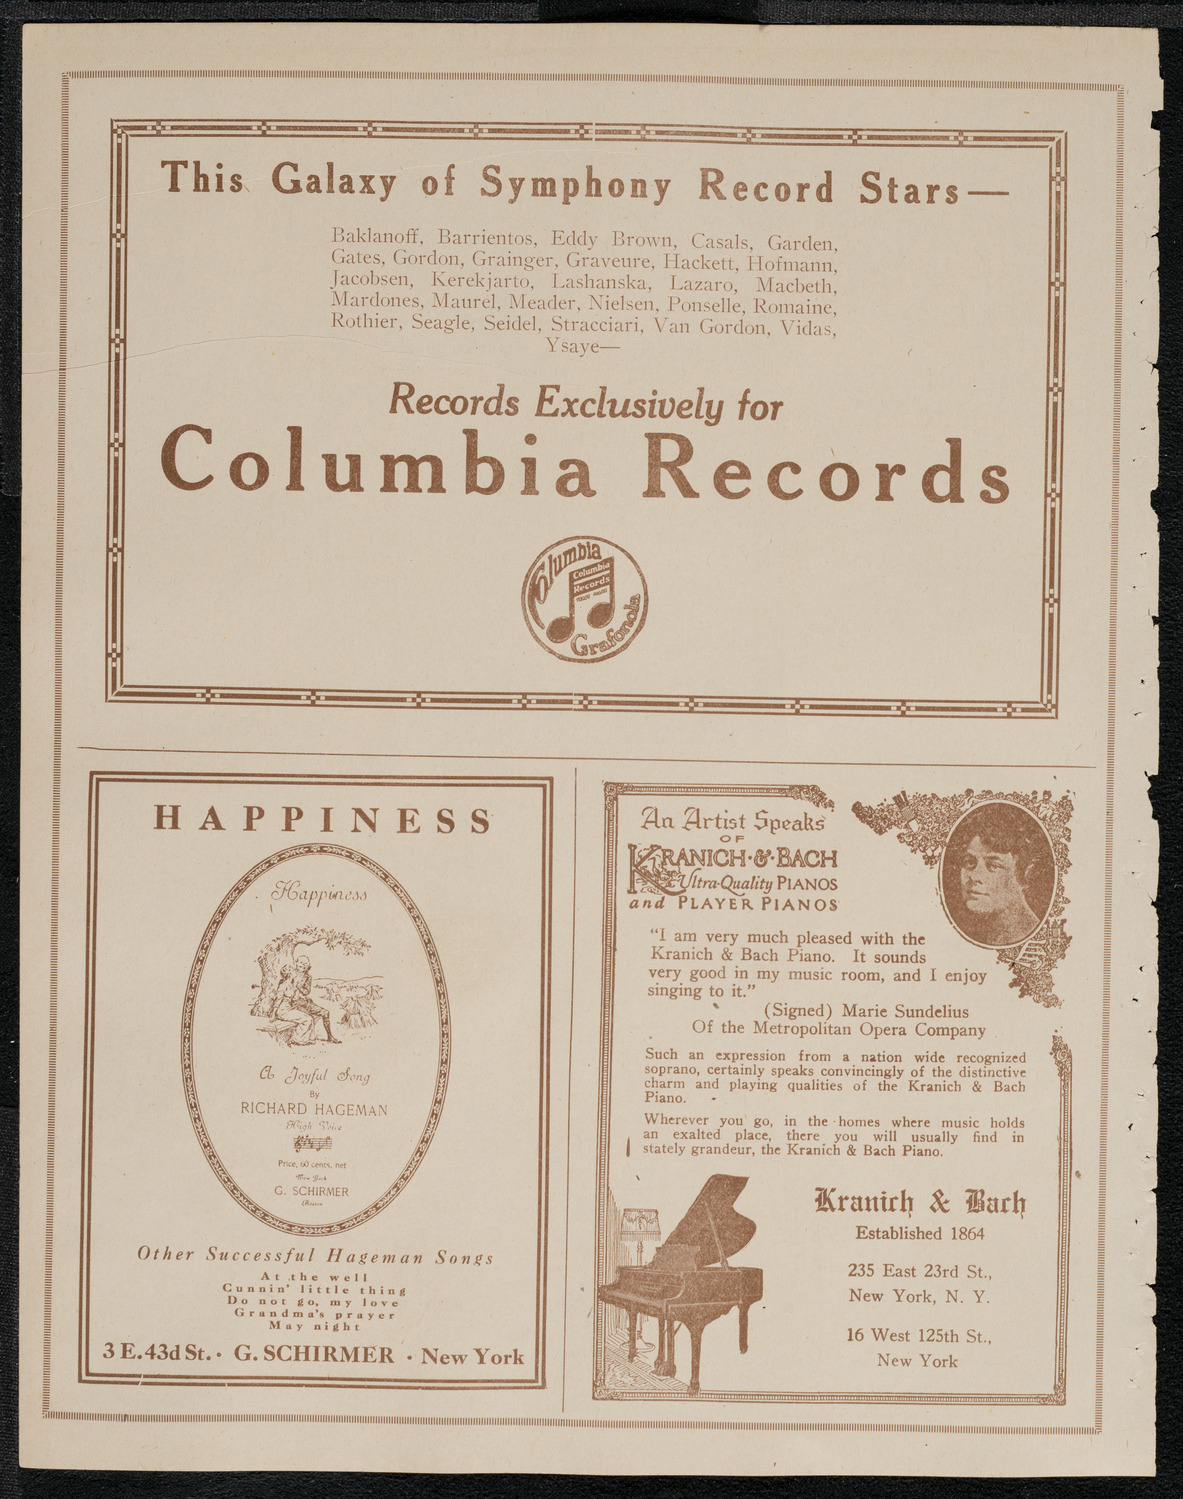 This Galaxy of Symphony Record Stars—
Baklanoff, Barrientos, Eddy Brown, Casals, Garden,
Gates, Gordon, Grainger, Graveure, Hackett, Hofmann,
Jacobsen, Kerekjarto, Lashanska, Lazaro, Macbeth,
Mardones, Maurel, Meader, Nielsen, Ponselle, Romaine,
Rothier, Seagle, Seidel, Stracciari, Van Gordon, Vidas,
Ysaye—
Records Exclusively for
Columbia Records
Columbia
Columbia
Records
Grafonola
HAPPINESS
Happiness
A Joyful Song
By
RICHARD HAGEMAN
High Voice
Price, 60 cents, net
New York
G. SCHIRMER
Boston
Other Successful Hageman Songs
At the well
Cunnin' little thing
Do not go, my love
Grandma's prayer
May night
3 E. 43d St. · G. SCHIRMER · New York
An Artist Speaks
OF
KRANICH·&·BACH
Ultra-Quality PIANOS
and PLAYER PIANOS
"I am very much pleased with the
Kranich & Bach Piano. It sounds
very good in my music room, and I enjoy
singing to it."
(Signed) Marie Sundelius
Of the Metropolitan Opera Company
Such an expression from a nation wide recognized
soprano, certainly speaks convincingly of the distinctive
charm and playing qualities of the Kranich & Bach
Piano.
Wherever you go, in the homes where music holds
an exalted place, there you will usually find in
stately grandeur, the Kranich & Bach Piano.
Kranich & Bach
Established 1864
235 East 23rd St.,
New York, N. Y.
16 West 125th St.,
New York